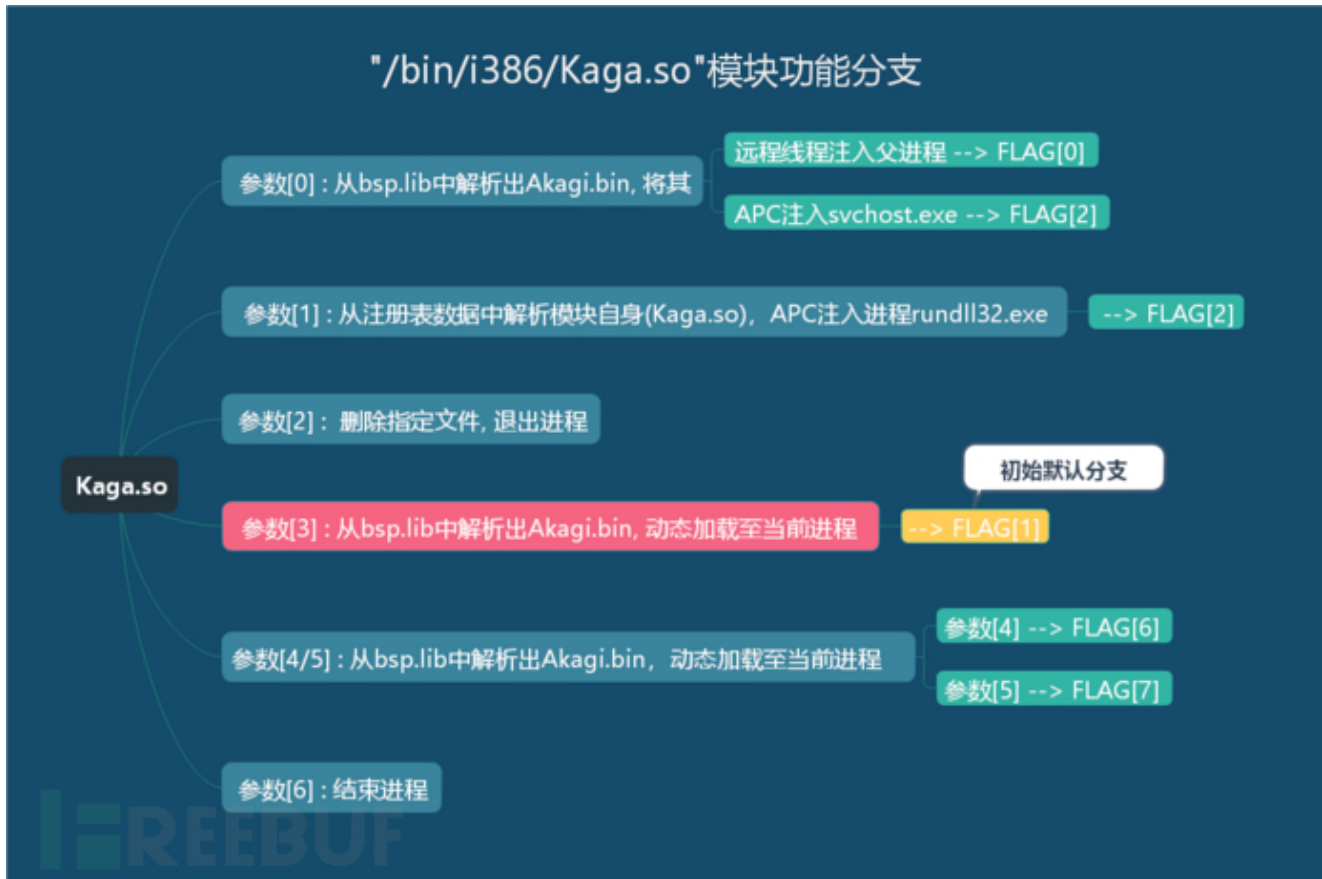 "/bin/i386/Kaga.so"模块功能分支
远程线程注入父进程 --> FLAG[0]
参数[0] : 从bsp.lib中解析出Akagi.bin, 将其
APC注入svchost.exe --> FLAG[2]
参数[1] : 从注册表数据中解析模块自身(Kaga.so)，APC注入进程rundll32.exe
--> FLAG[2]
参数[2] : 删除指定文件, 退出进程
初始默认分支
Kaga.so
参数[3] : 从bsp.lib中解析出Akagi.bin, 动态加载至当前进程
--> FLAG[1]
参数[4] --> FLAG[6]
参数[4/5] : 从bsp.lib中解析出Akagi.bin，动态加载至当前进程
参数[5] --> FLAG[7]
参数[6] : 结束进程
FREEBUF